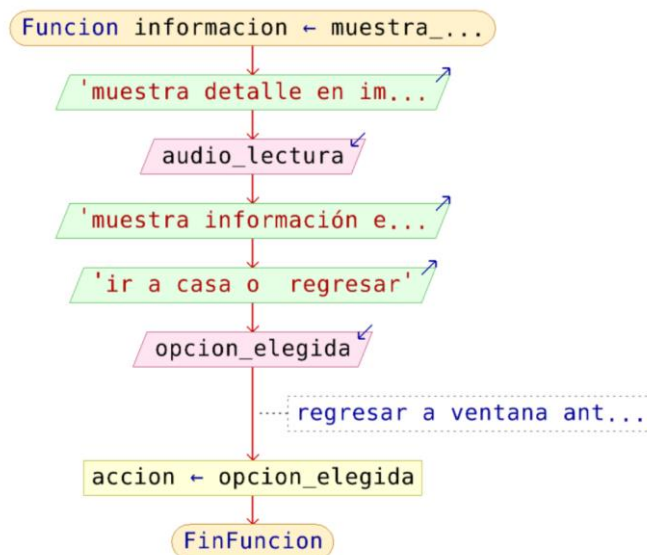 Funcion informacion ← muestra_...
'muestra detalle en im...
audio_lectura
'muestra información e...
'ir a casa o  regresar'
opcion_elegida
regresar a ventana ant...
accion ← opcion_elegida
FinFuncion